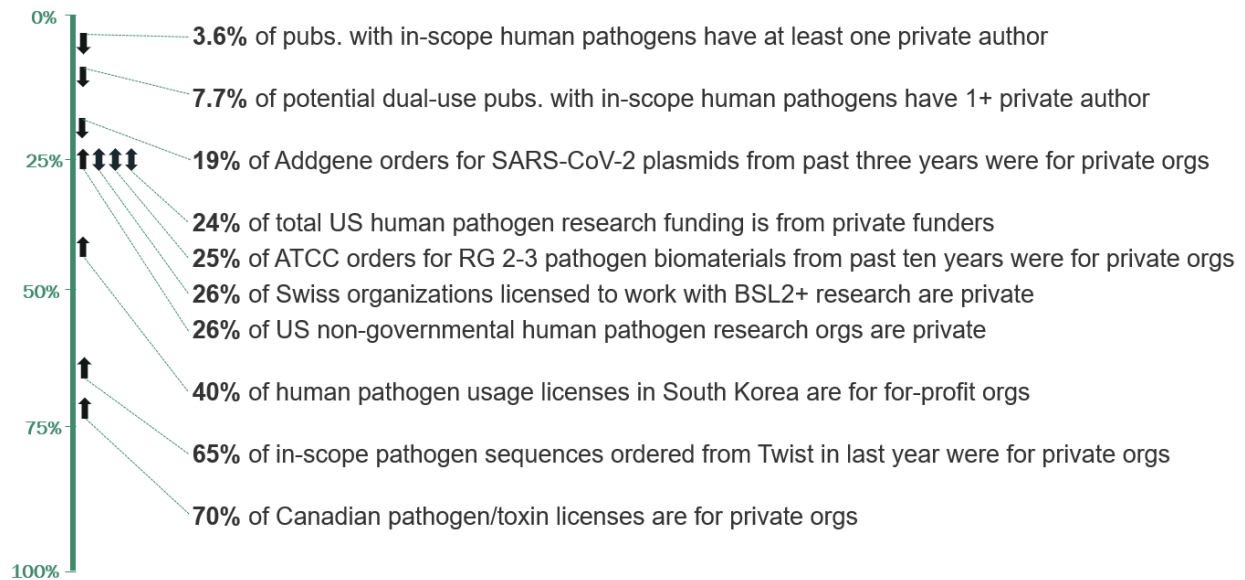 0%
3.6% of pubs. with in-scope human pathogens have at least one private author
7.7% of potential dual-use pubs. with in-scope human pathogens have 1+ private author
25%
19% of Addgene orders for SARS-CoV-2 plasmids from past three years were for private orgs
24% of total US human pathogen research funding is from private funders
25% of ATCC orders for RG 2-3 pathogen biomaterials from past ten years were for private orgs
50%
26% of Swiss organizations licensed to work with BSL2+ research are private
26% of US non-governmental human pathogen research orgs are private
40% of human pathogen usage licenses in South Korea are for for-profit orgs
75%
65% of in-scope pathogen sequences ordered from Twist in last year were for private orgs
70% of Canadian pathogen/toxin licenses are for private orgs
100%